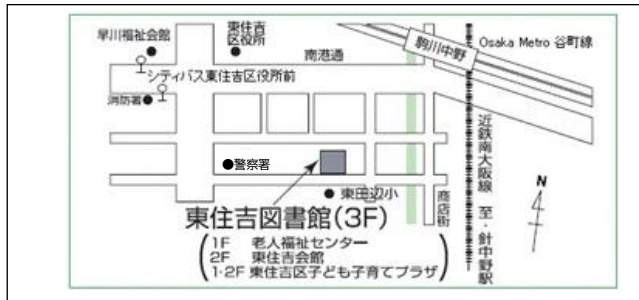 早川福祉会館
東住吉
区役所
南港通
駒川中野
Osaka Metro 谷町線
シティバス東住吉区役所前
消防署
警察署
東田辺小
商店街
近鉄南大阪線 至・針中野駅
N
東住吉図書館(3F)
1F 老人福祉センター
2F 東住吉会館
1・2F 東住吉区子ども子育てプラザ